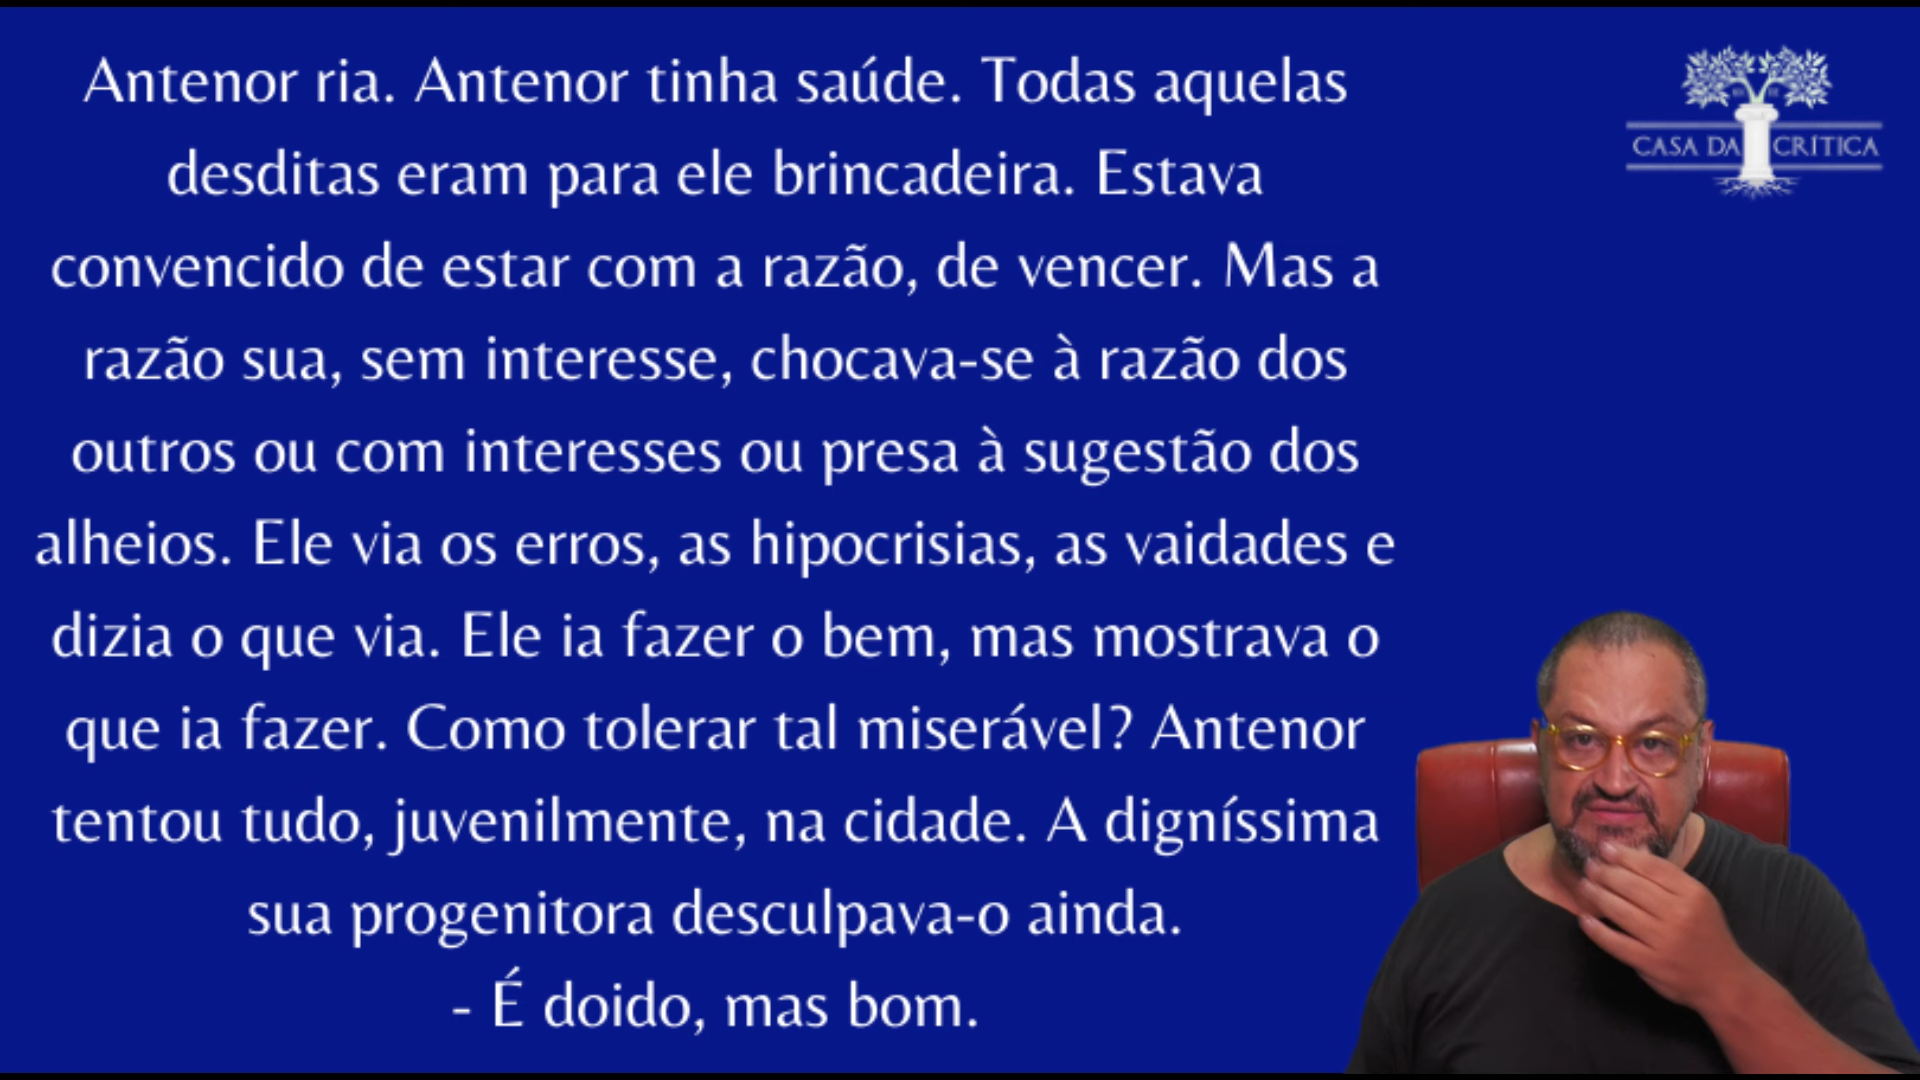 Antenor ria. Antenor tinha saúde. Todas aquelas
desditas eram para ele brincadeira. Estava
convencido de estar com a razão, de vencer. Mas a
razão sua, sem interesse, chocava-se à razão dos
outros ou com interesses ou presa à sugestão dos
alheios. Ele via os erros, as hipocrisias, as vaidades e
dizia o que via. Ele ia fazer o bem, mas mostrava o
que ia fazer. Como tolerar tal miserável? Antenor
tentou tudo, juvenilmente, na cidade. A digníssima
sua progenitora desculpava-o ainda.
- É doido, mas bom.
CASA DA CRÍTICA